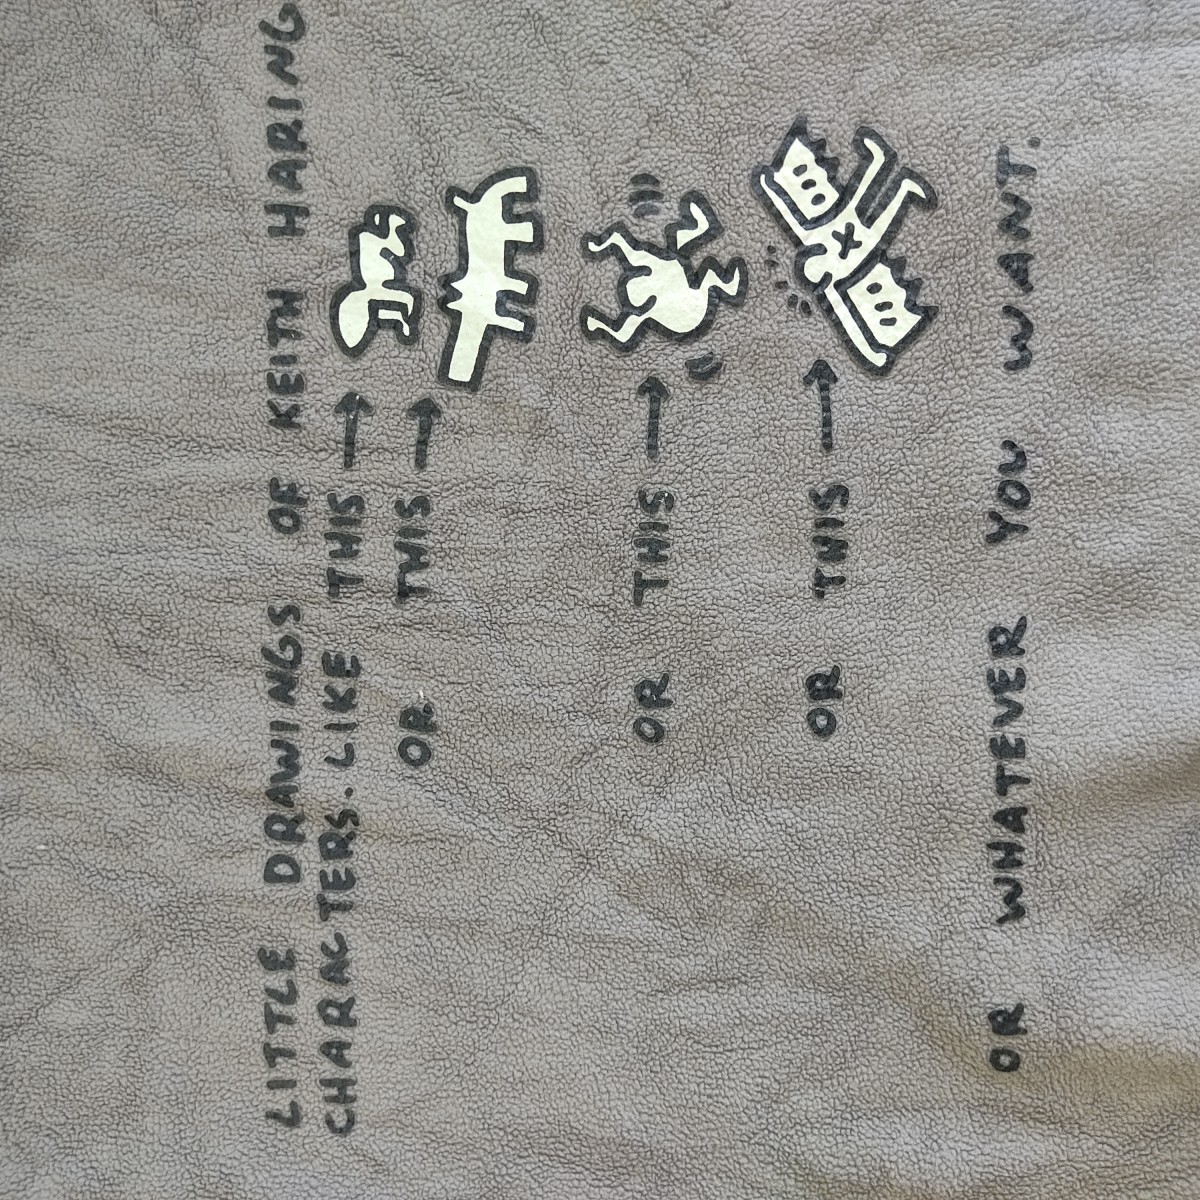 LITTLE DRAWINGS OF KEITH HARING
CHARACTERS. LIKE THIS →
OR THIS →
OR THIS →
OR THIS →
OR WHATEVER YOU WANT.